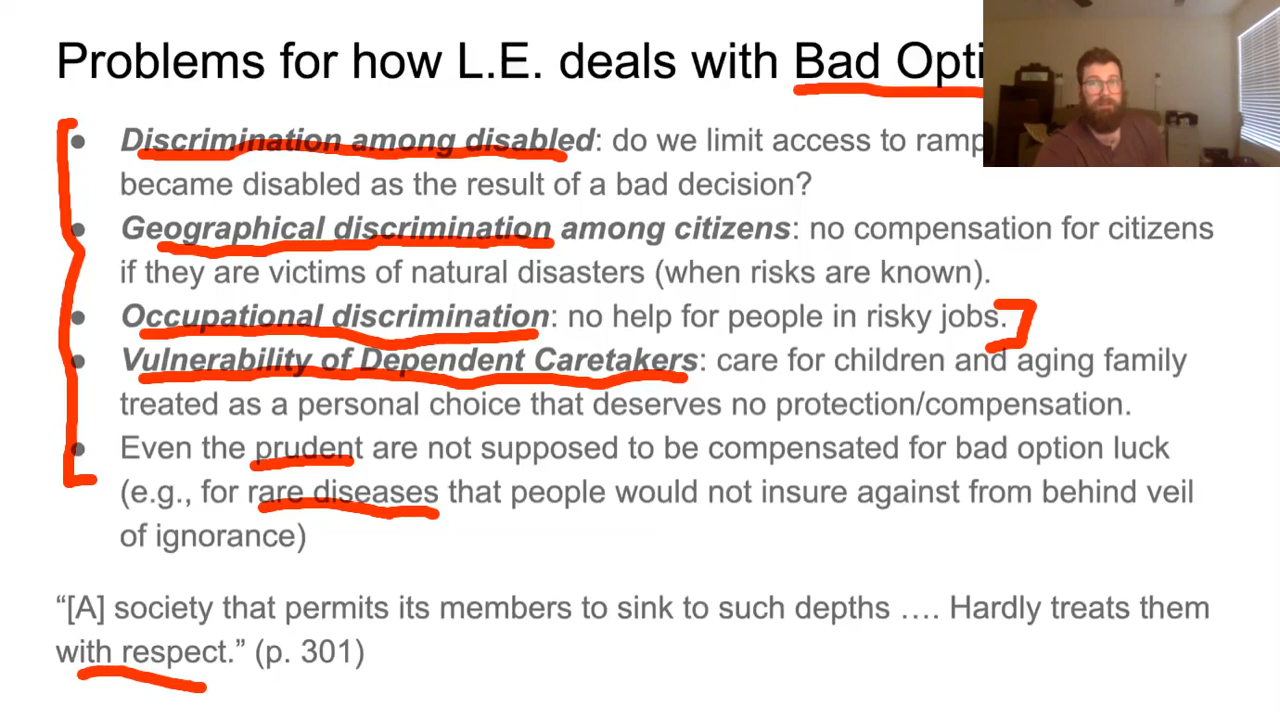 Problems for how L.E. deals with Bad
● Discrimination among disabled: do we limit access to
became disabled as the result of a bad decision?
● Geographical discrimination among citizens: no compensation for citizens
if they are victims of natural disasters (when risks are known).
● Occupational discrimination: no help for people in risky jobs.
● Vulnerability of Dependent Caretakers: care for children and aging family
treated as a personal choice that deserves no protection/compensation.
● Even the prudent are not supposed to be compensated for bad option luck
(e.g., for rare diseases that people would not insure against from behind veil
of ignorance)
“[A] society that permits its members to sink to such depths …. Hardly treats them
with respect.” (p. 301)